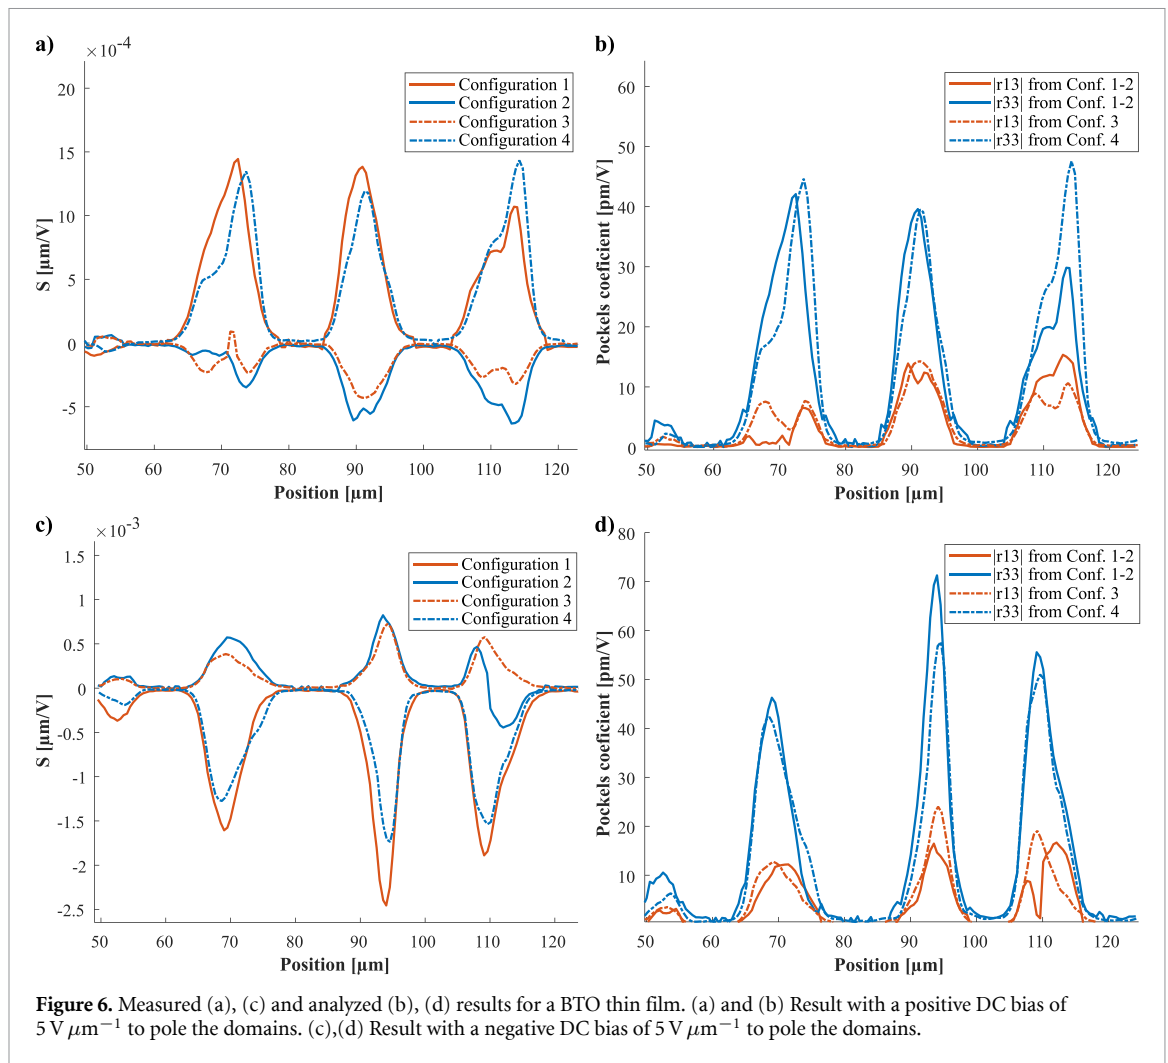 a)
×10-4
S [µm/V]
20
15
10
5
0
-5
50 60 70 80 90 100 110 120
Position [µm]
Configuration 1
Configuration 2
Configuration 3
Configuration 4
b)
Pockels coeficient [pm/V]
60
50
40
30
20
10
0
50 60 70 80 90 100 110 120
Position [µm]
|r13| from Conf. 1-2
|r33| from Conf. 1-2
|r13| from Conf. 3
|r33| from Conf. 4
c)
×10-3
S [µm/V]
1.5
1
0.5
0
-0.5
-1
-1.5
-2
-2.5
50 60 70 80 90 100 110 120
Position [µm]
Configuration 1
Configuration 2
Configuration 3
Configuration 4
d)
Pockels coeficient [pm/V]
80
70
60
50
40
30
20
10
50 60 70 80 90 100 110 120
Position [µm]
|r13| from Conf. 1-2
|r33| from Conf. 1-2
|r13| from Conf. 3
|r33| from Conf. 4
Figure 6. Measured (a), (c) and analyzed (b), (d) results for a BTO thin film. (a) and (b) Result with a positive DC bias of
5 V µm−1 to pole the domains. (c),(d) Result with a negative DC bias of 5 V µm−1 to pole the domains.